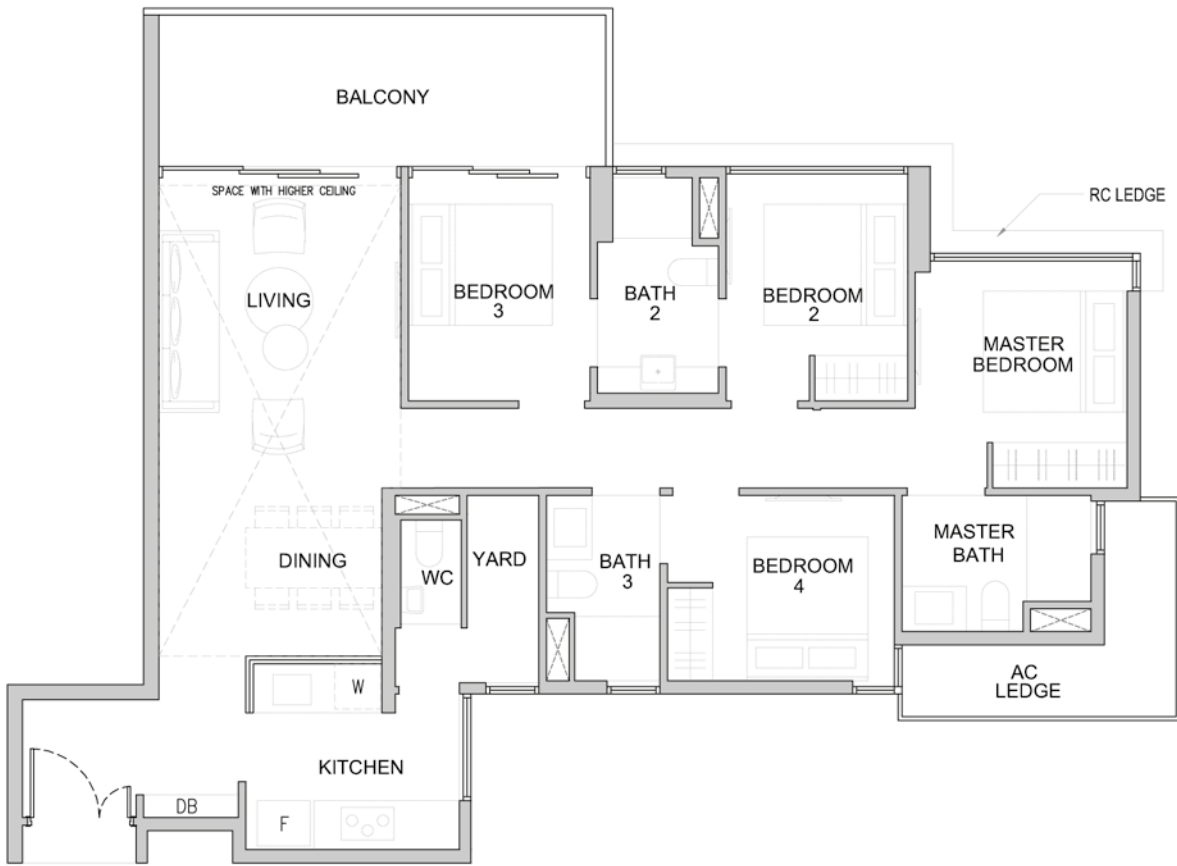 BALCONY
SPACE WITH HIGHER CEILING
RC LEDGE
LIVING
BEDROOM
3
BATH
2
BEDROOM
2
MASTER
BEDROOM
DINING
WC
YARD
BATH
3
BEDROOM
4
MASTER
BATH
W
AC
LEDGE
KITCHEN
DB
F